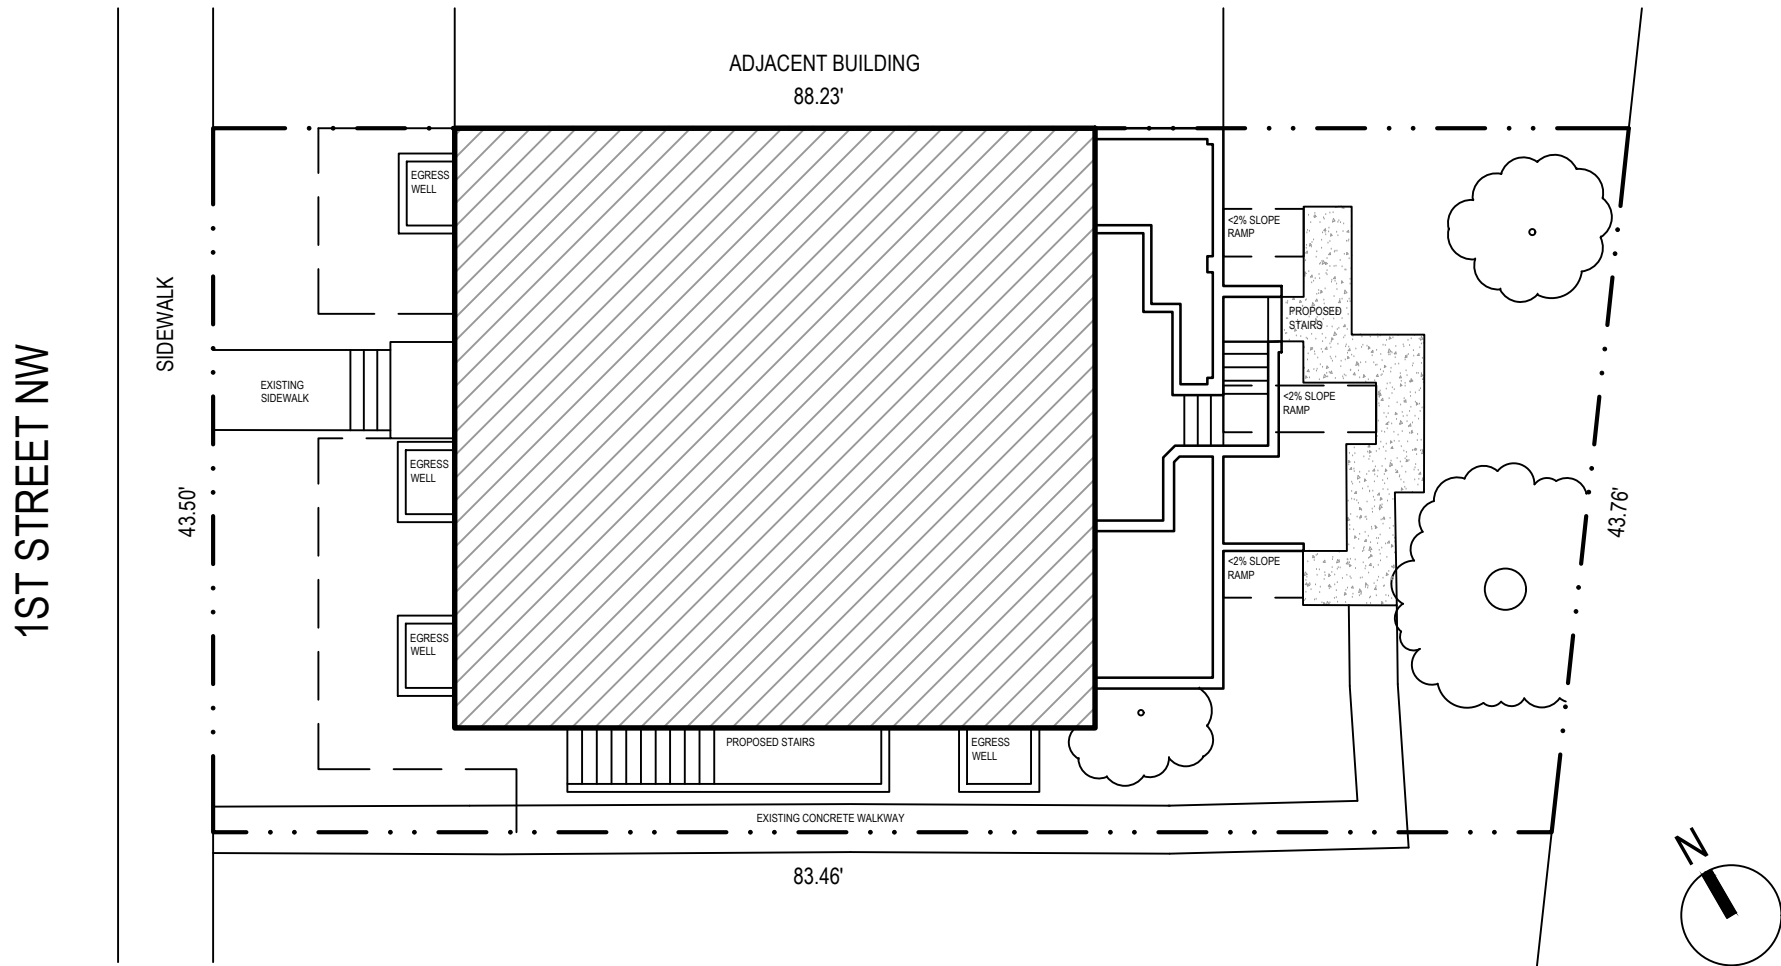 ADJACENT BUILDING
88.23'
EGRESS
WELL
<2% SLOPE
RAMP
SIDEWALK
PROPOSED
STAIRS
1ST STREET NW
EXISTING
SIDEWALK
<2% SLOPE
RAMP
EGRESS
WELL
43.50'
43.76'
<2% SLOPE
RAMP
EGRESS
WELL
PROPOSED STAIRS
EGRESS
WELL
EXISTING CONCRETE WALKWAY
83.46'
N